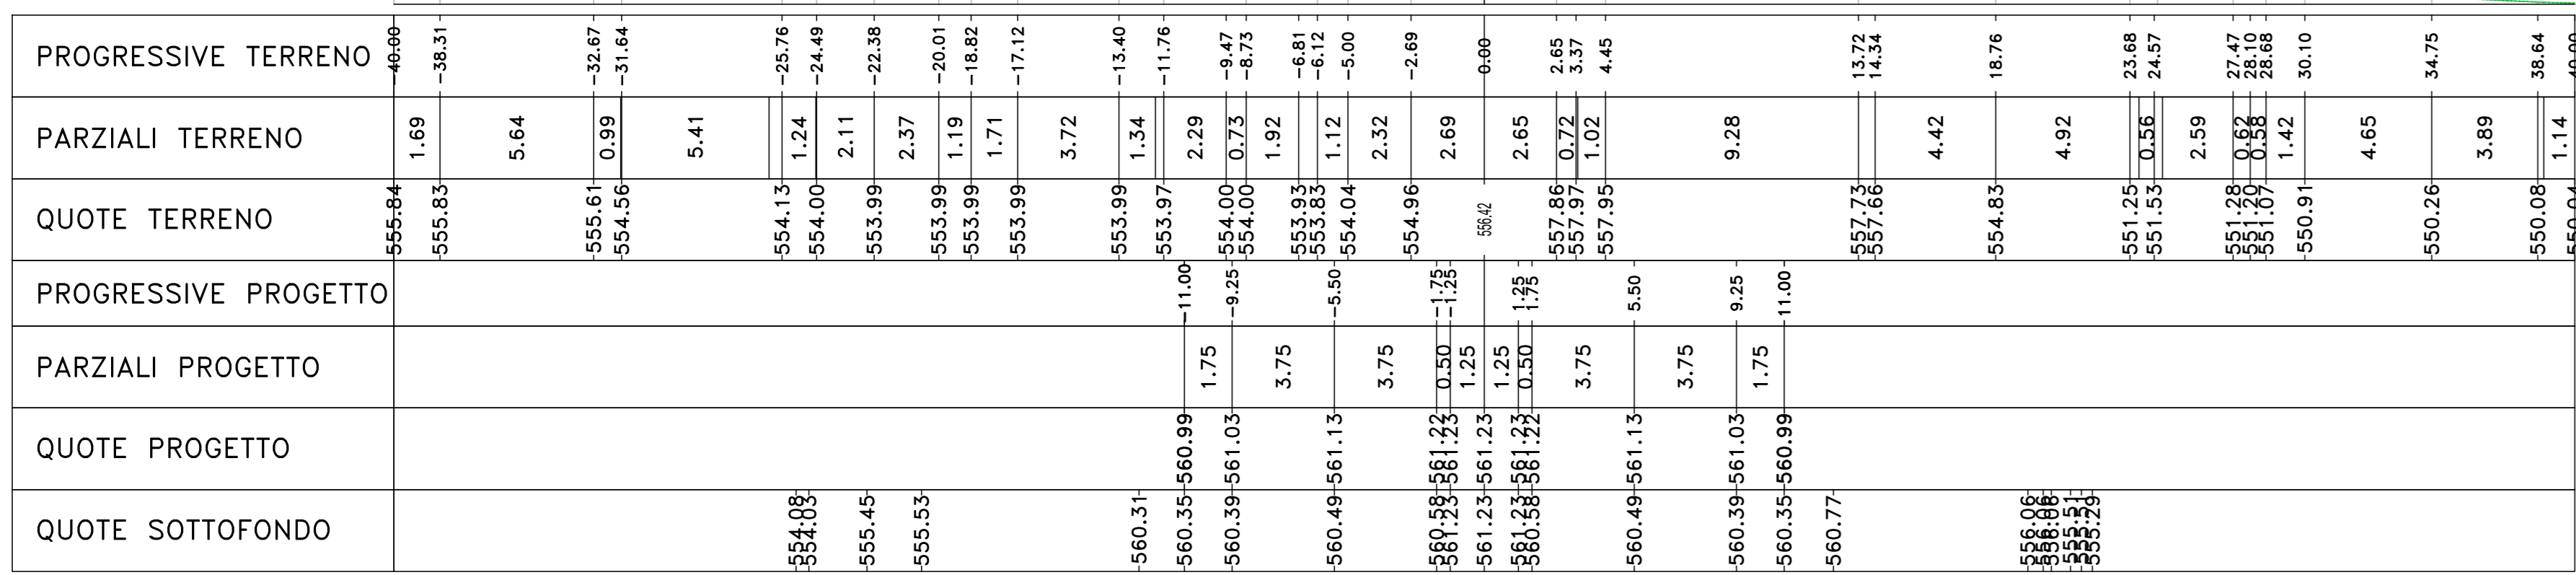 PROGRESSIVE TERRENO -40.00 -38.31 -32.67 -31.64 -25.76 -24.49 -22.38 -20.01 -18.82 -17.12 -13.40 -11.76 -9.47 -8.73 -6.81 -6.12 -5.00 -2.69 0.00 2.65 3.37 4.45 13.72 14.34 18.76 23.68 24.57 27.47 28.10 28.68 30.10 34.75 38.64 40.00
PARZIALI TERRENO 1.69 5.64 0.99 5.41 1.24 2.11 2.37 1.19 1.71 3.72 1.34 2.29 0.73 1.92 1.12 2.32 2.69 2.65 0.72 1.02 9.28 4.42 4.92 0.56 2.59 0.62 0.58 1.42 4.65 3.89 1.14
QUOTE TERRENO 555.84 555.83 555.61 554.56 554.13 554.00 553.99 553.99 553.99 553.99 553.99 553.97 554.00 554.00 553.93 553.83 554.04 554.96 556.42 557.86 557.97 557.95 557.73 557.66 554.83 551.25 551.53 551.28 551.20 551.07 550.91 550.26 550.08
PROGRESSIVE PROGETTO -11.00 -9.25 -5.50 -1.75 -1.25 1.25 1.75 5.50 9.25 11.00
PARZIALI PROGETTO 1.75 3.75 3.75 0.50 1.25 1.25 0.50 3.75 3.75 1.75
QUOTE PROGETTO 560.99 561.03 561.13 561.22 561.23 561.23 561.23 561.22 561.13 561.03 560.99
QUOTE SOTTOFONDO 554.08 554.03 555.45 555.53 560.31 560.35 560.39 560.49 560.58 561.23 561.23 561.23 560.58 560.49 560.39 560.35 560.77 556.06 556.08 555.51 555.29